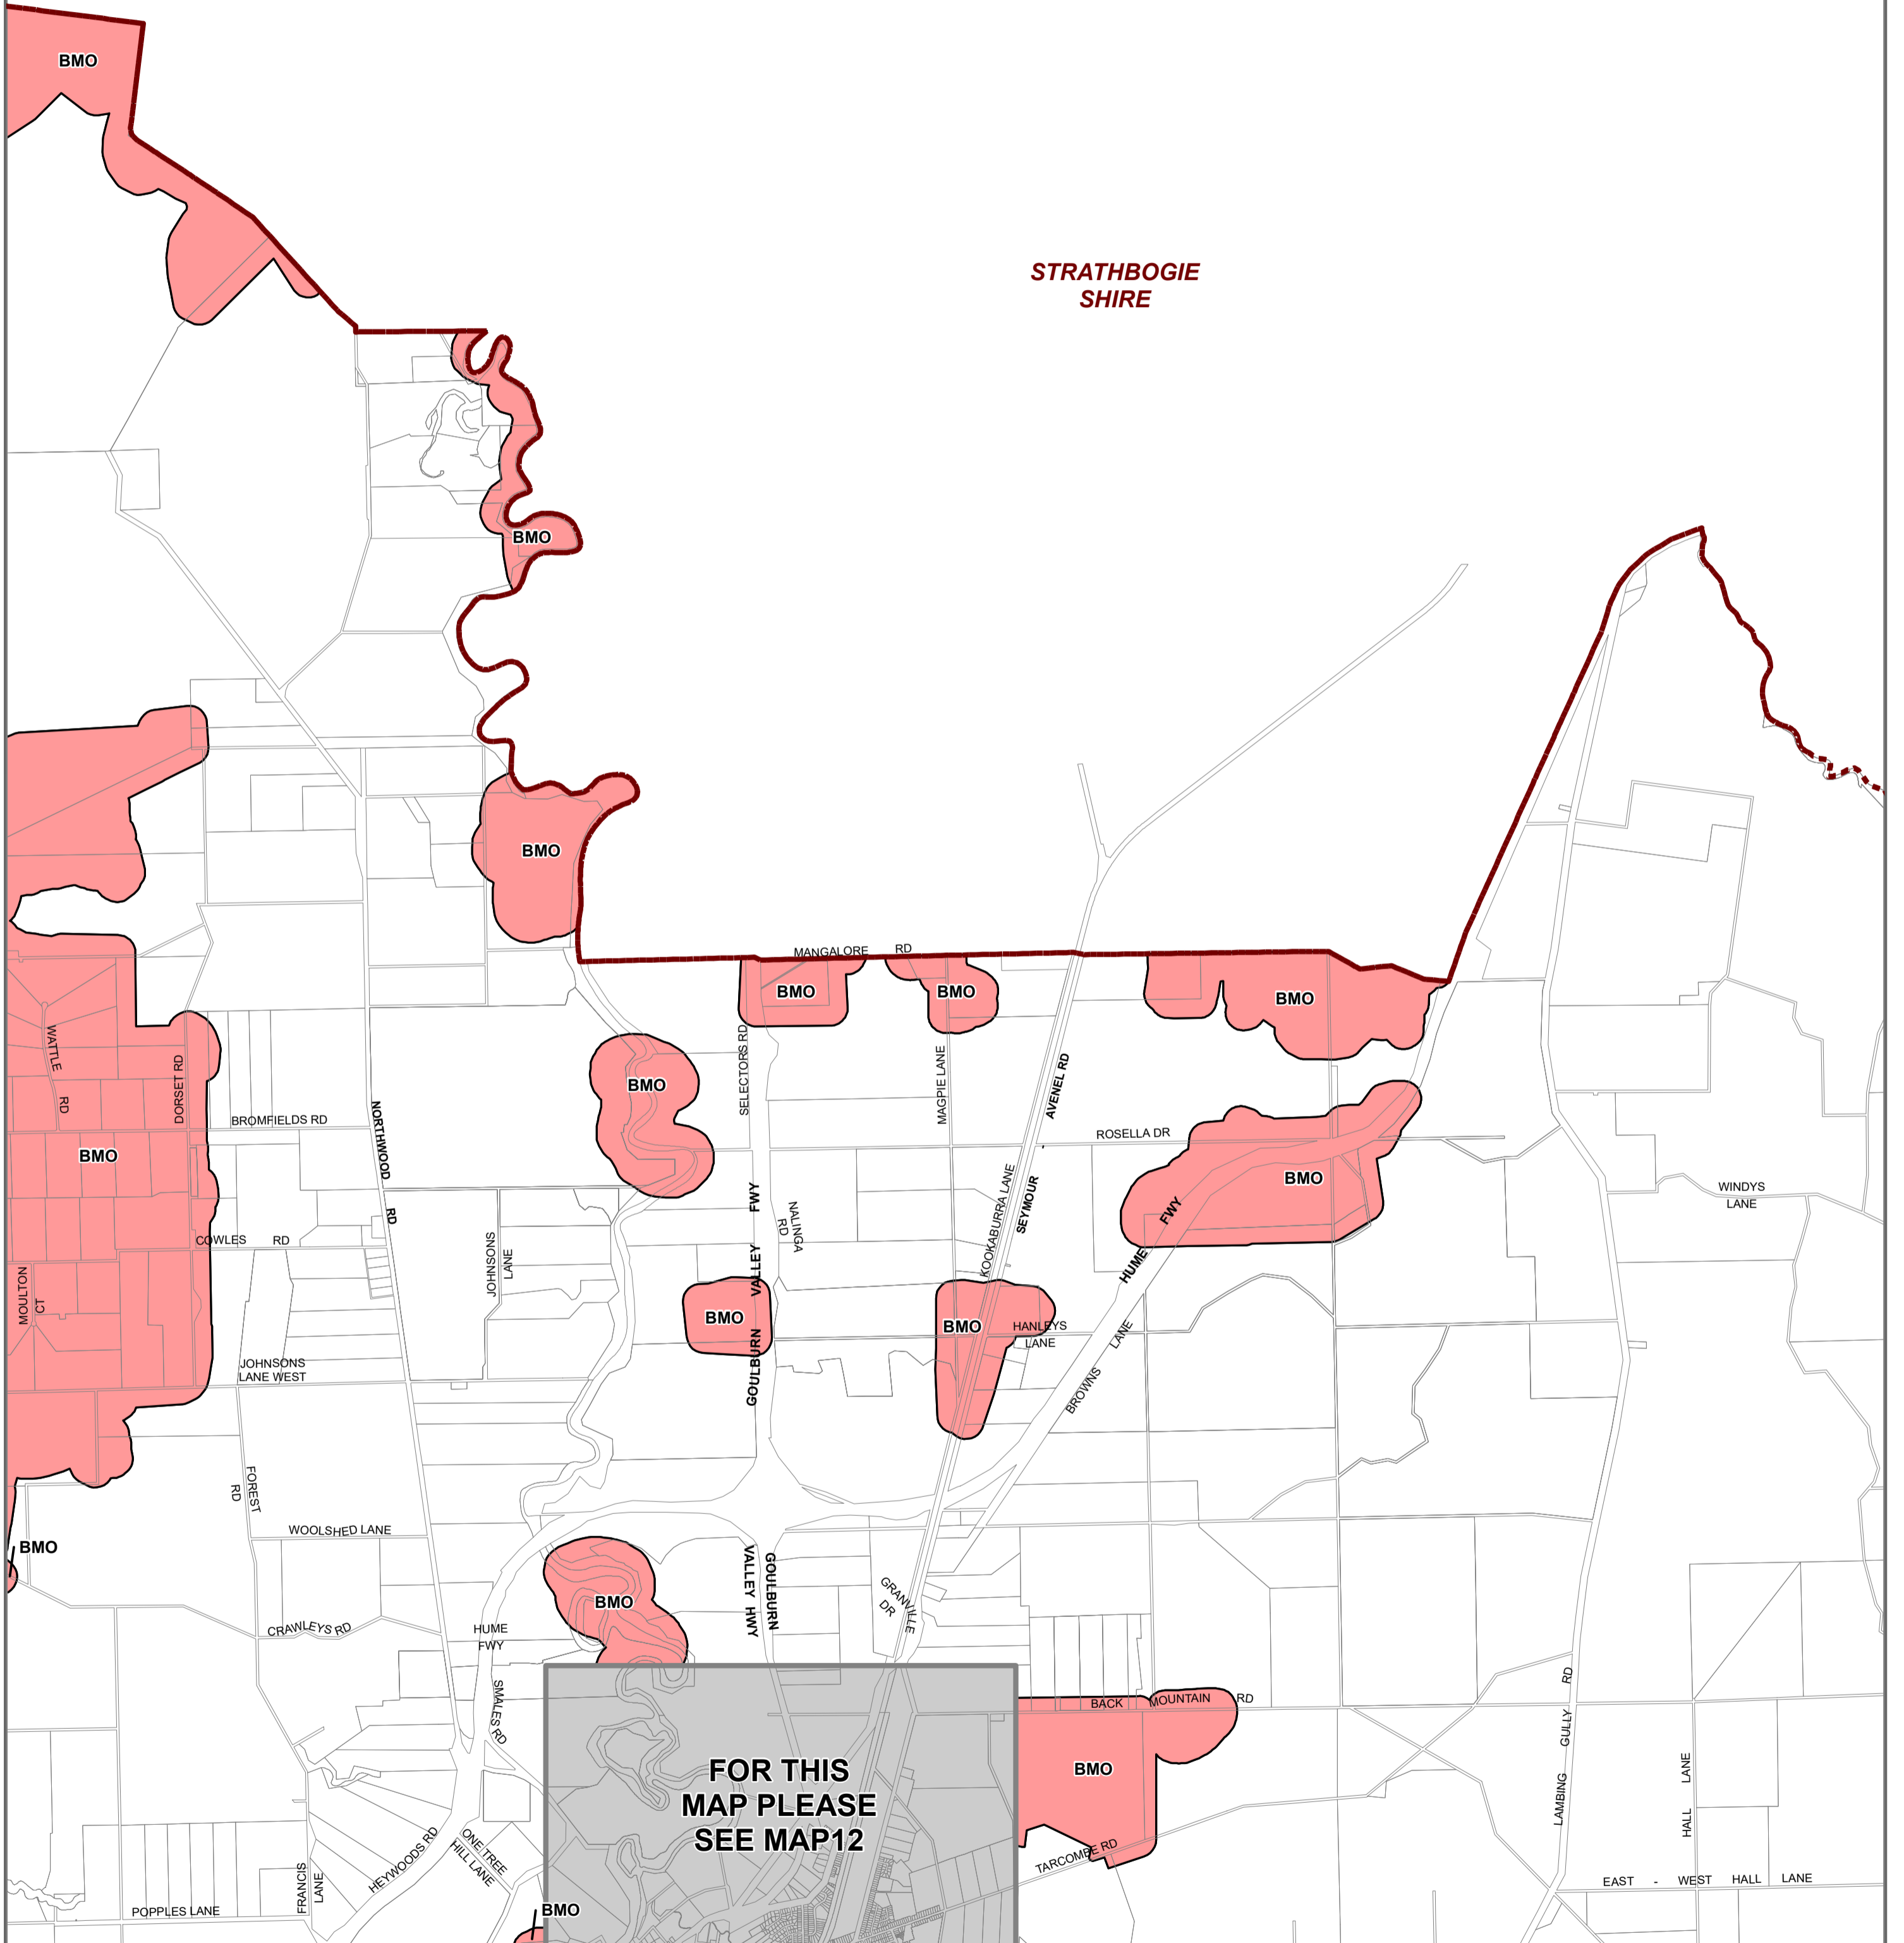 BMO
STRATHBOGIE
SHIRE
BMO
BMO
MANGALORE RD
BMO
BMO
BMO
WATTLE
RD
DORSET RD
BROMFIELDS RD
NORTHWOOD
RD
BMO
BMO
SELECTORS RD
MAGPIE LANE
SEYMOUR - AVENEL RD
KOOKABURRA LANE
ROSELLA DR
BMO
HUME FWY
WINDYS
LANE
COWLES RD
MOULTON
CT
JOHNSONS
LANE
GOULBURN VALLEY FWY
NALINGA
RD
BMO
BMO
HANLEYS
LANE
BROWNS LANE
JOHNSONS
LANE WEST
FOREST
RD
WOOLSHED LANE
BMO
CRAWLEYS RD
HUME
FWY
BMO
GOULBURN
VALLEY HWY
GRANVILLE
DR
SMALES RD
BACK MOUNTAIN RD
BMO
FOR THIS
MAP PLEASE
SEE MAP12
TARCOMBE RD
LAMBING GULLY RD
HALL LANE
EAST - WEST HALL LANE
HEYWOODS RD
ONE TREE
HILL LANE
FRANCIS
LANE
POPPLES LANE
BMO